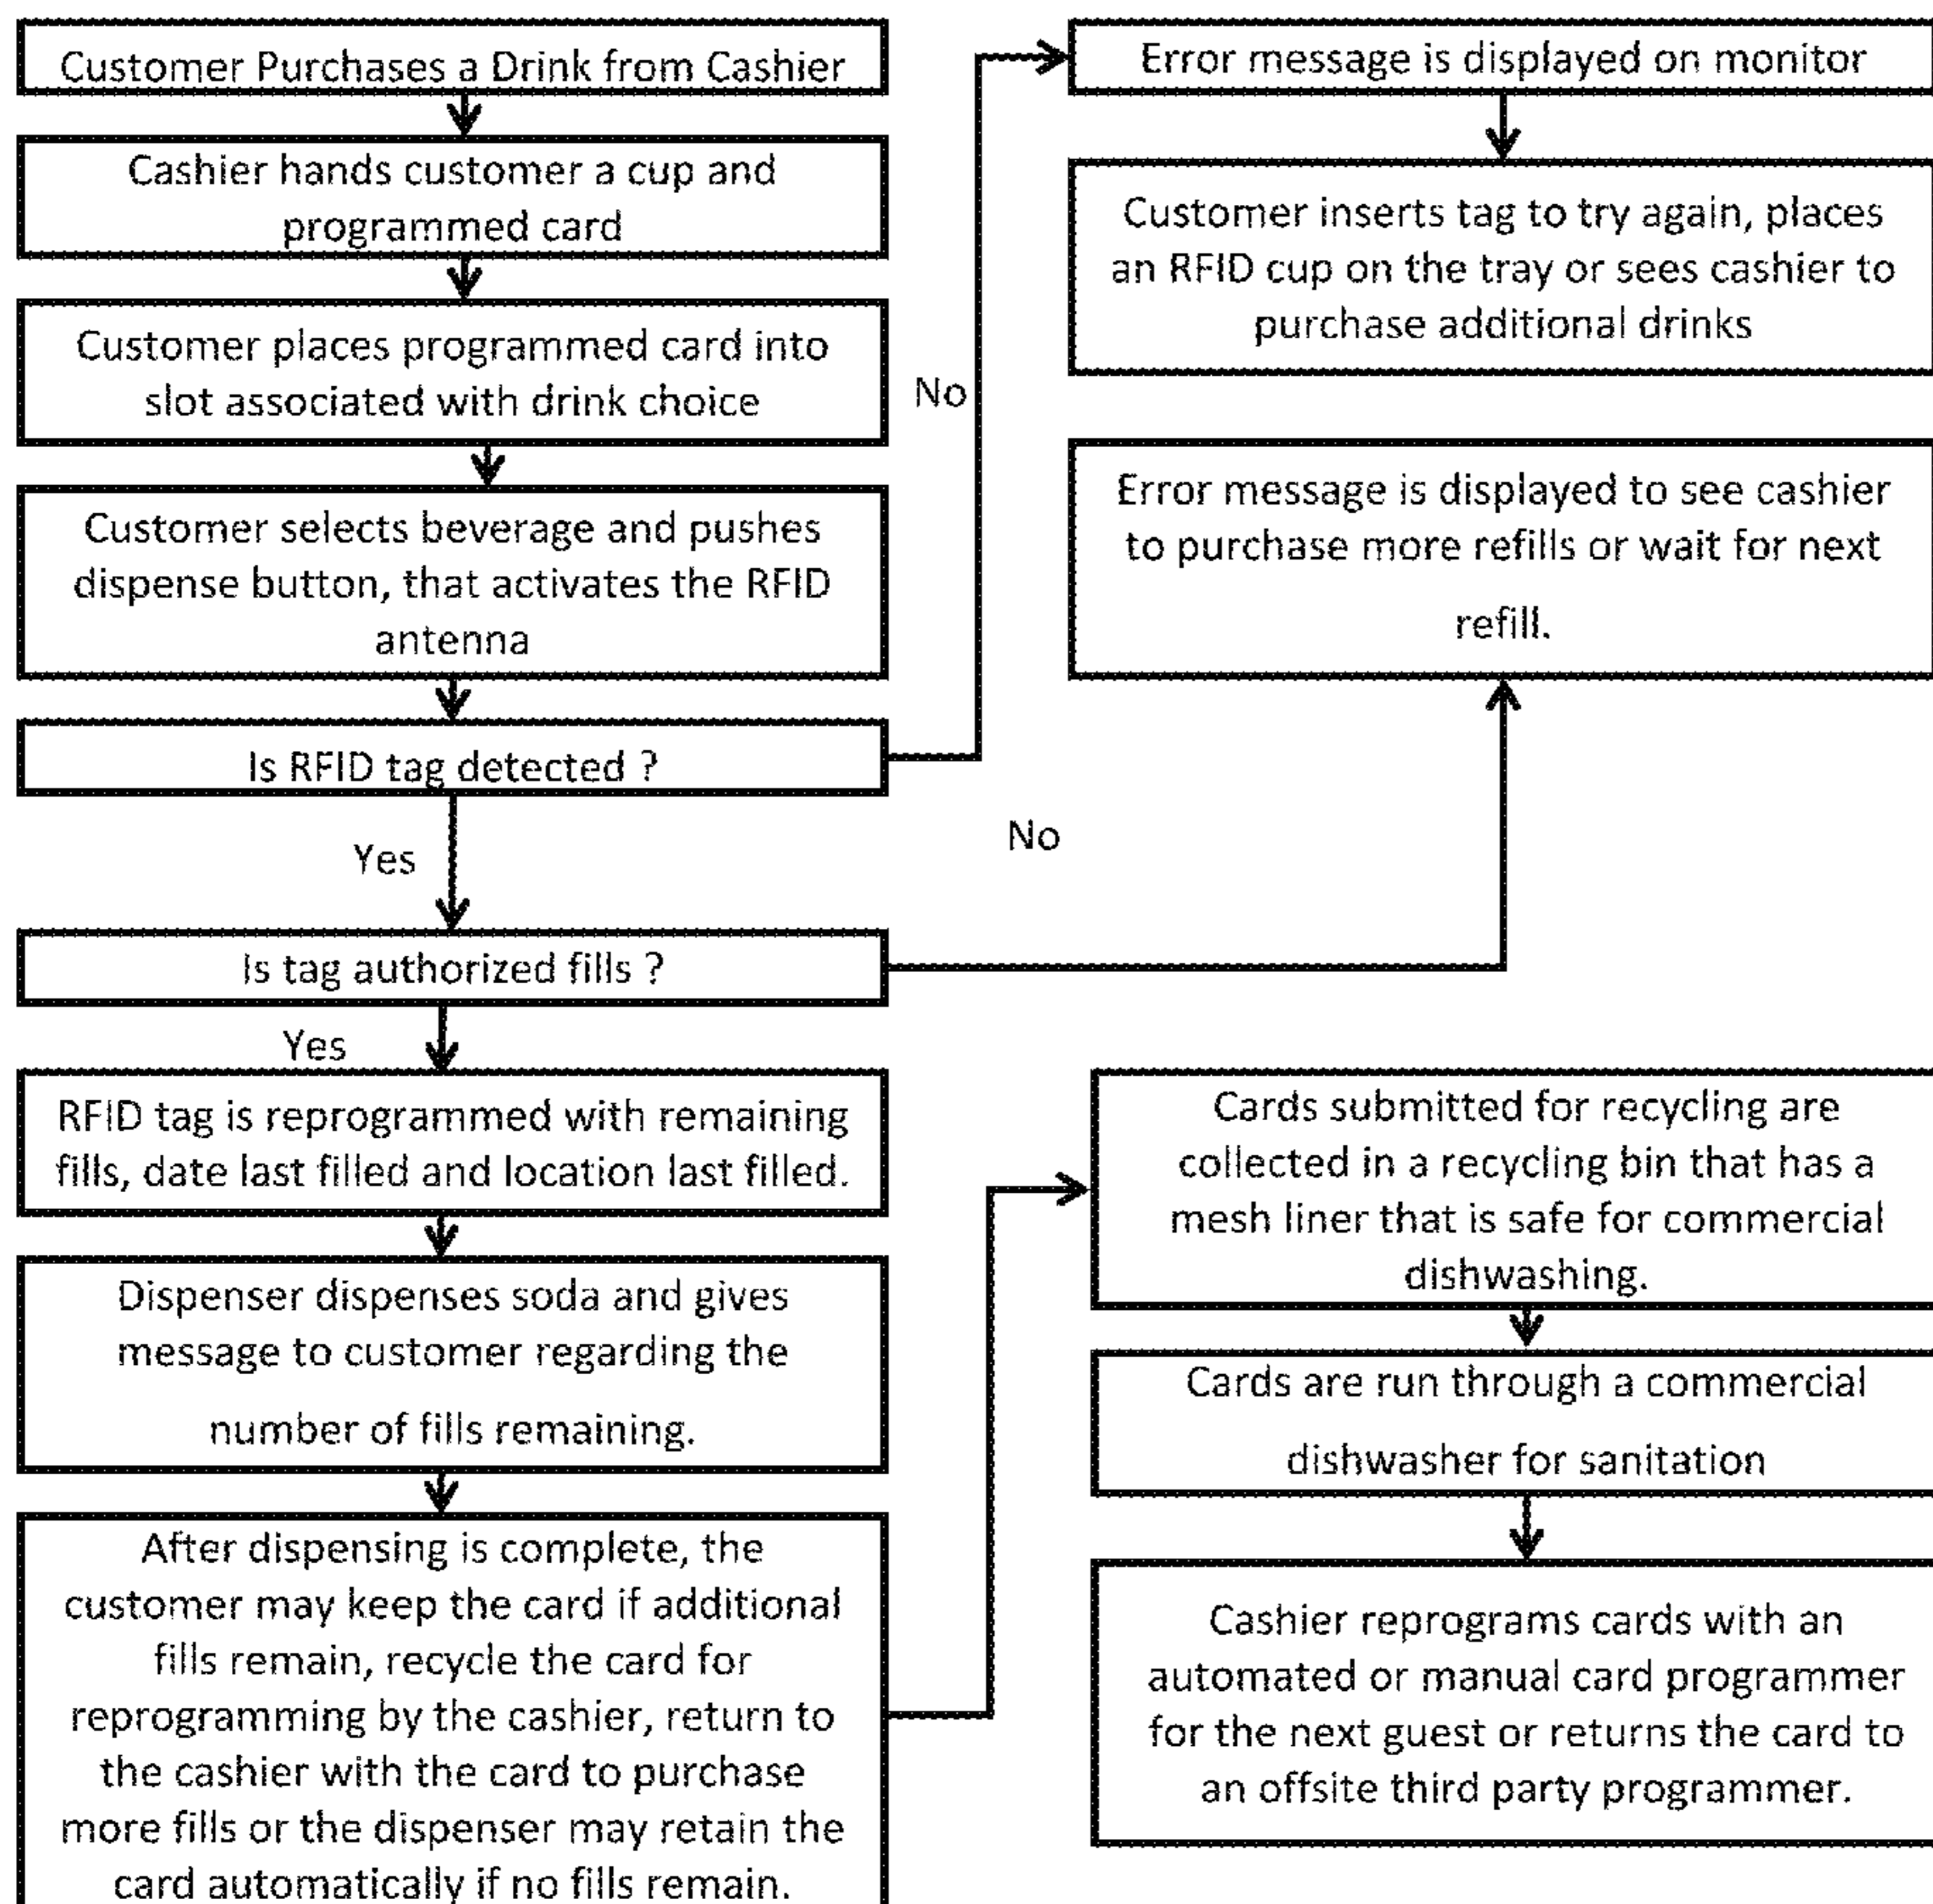 Customer Purchases a Drink from Cashier
Cashier hands customer a cup and
programmed card
Customer places programmed card into
slot associated with drink choice
Customer selects beverage and pushes
dispense button, that activates the RFID
antenna
Is RFID tag detected ?
Yes
Is tag authorized fills ?
Yes
RFID tag is reprogrammed with remaining
fills, date last filled and location last filled.
Dispenser dispenses soda and gives
message to customer regarding the
number of fills remaining.
After dispensing is complete, the
customer may keep the card if additional
fills remain, recycle the card for
reprogramming by the cashier, return to
the cashier with the card to purchase
more fills or the dispenser may retain the
card automatically if no fills remain.
No
Error message is displayed on monitor
Customer inserts tag to try again, places
an RFID cup on the tray or sees cashier to
purchase additional drinks
No
Error message is displayed to see cashier
to purchase more refills or wait for next
refill.
Cards submitted for recycling are
collected in a recycling bin that has a
mesh liner that is safe for commercial
dishwashing.
Cards are run through a commercial
dishwasher for sanitation
Cashier reprograms cards with an
automated or manual card programmer
for the next guest or returns the card to
an offsite third party programmer.